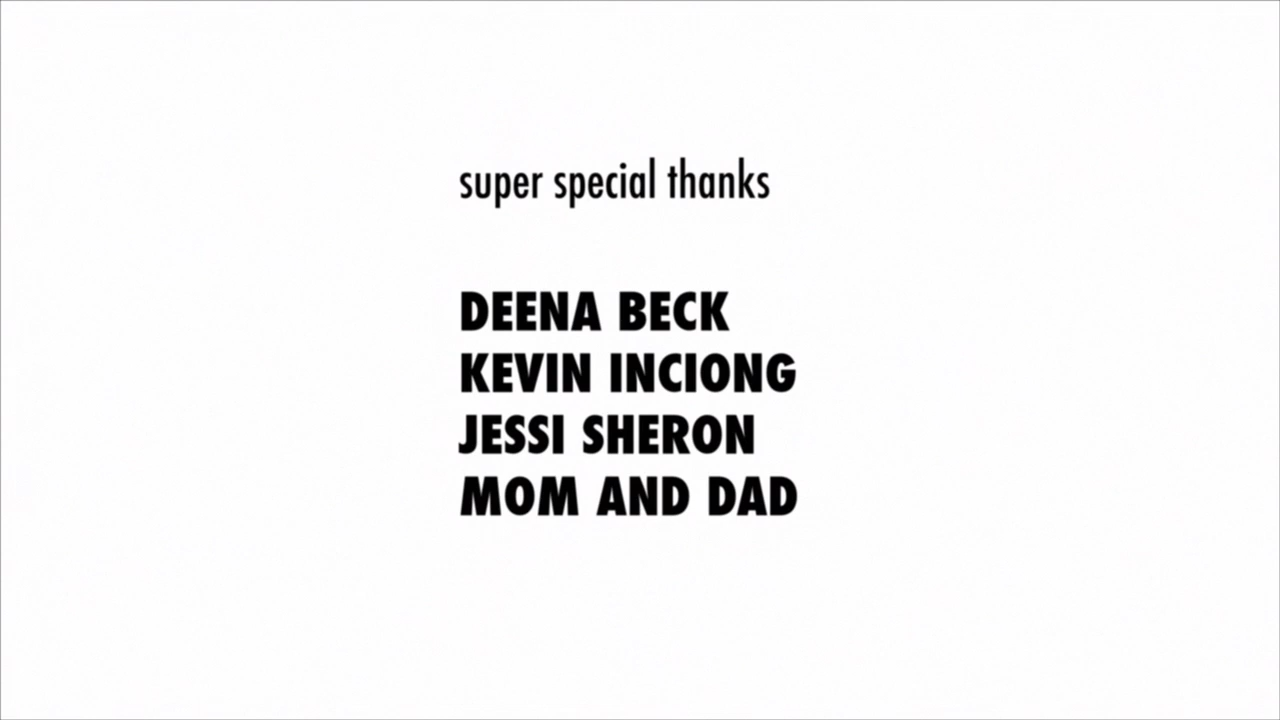 super special thanks
DEENA BECK
KEVIN INCIONG
JESSI SHERON
MOM AND DAD